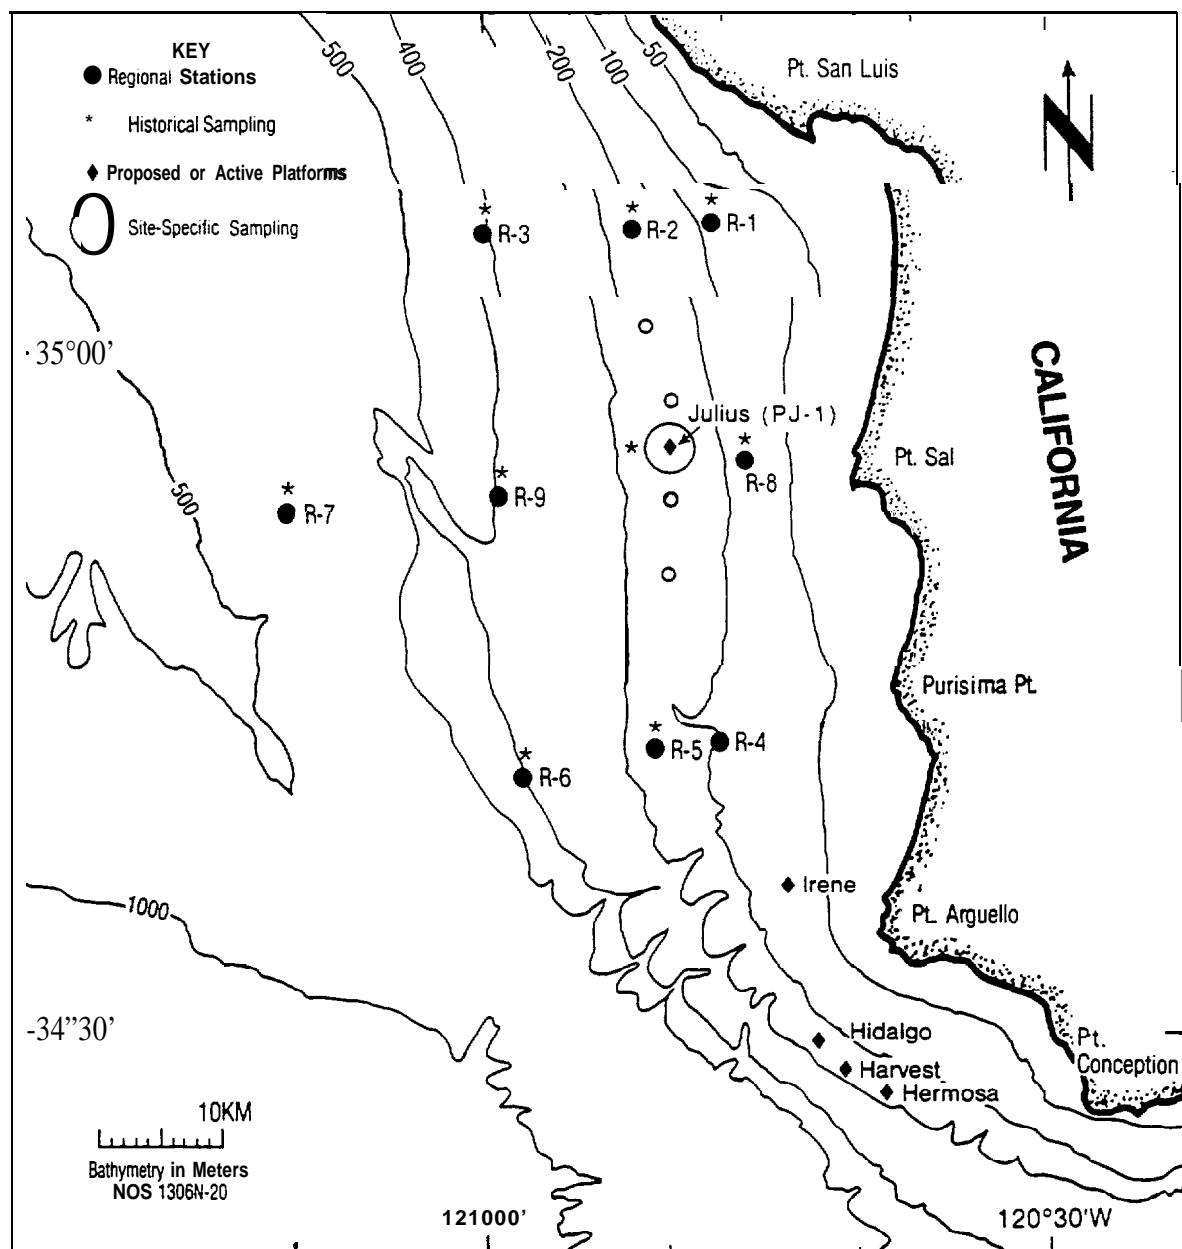 KEY
Regional Stations
* Historical Sampling
Proposed or Active Platforms
Site-Specific Sampling
500
400
200
100
50
Pt. San Luis
N
* R-3
* R-2
* R-1
35°00'
CALIFORNIA
Julius (PJ-1)
*
* R-8
Pt. Sal
500
* R-7
* R-9
Purisima Pt.
* R-5
R-4
* R-6
Irene
1000
Pt. Arguello
-34"30'
Hidalgo
Harvest
Hermosa
Pt.
Conception
10KM
Bathymetry in Meters
NOS 1306N-20
121000'
120°30'W